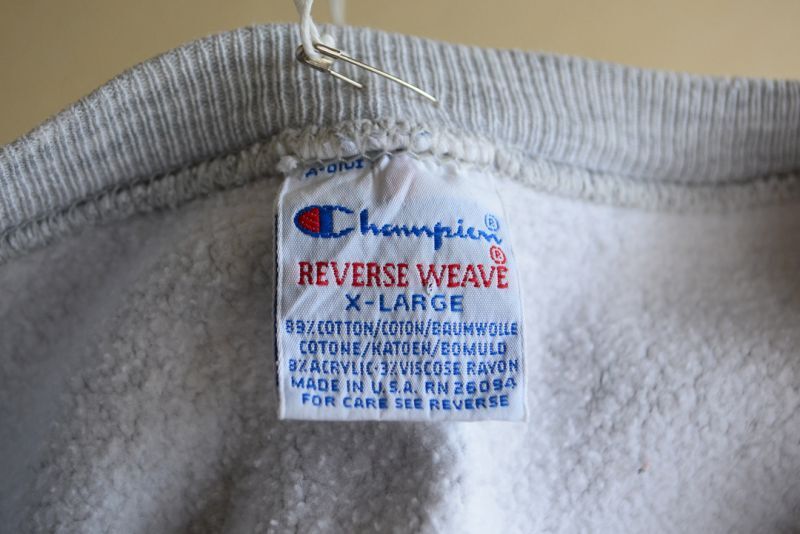 A-0101
Champion®
REVERSE WEAVE®
X-LARGE
89% COTTON/COTON/BAUMWOLLE
COTONE/KATOEN/BOMULD
8% ACRYLIC·3% VISCOSE RAYON
MADE IN U.S.A. RN 26094
FOR CARE SEE REVERSE